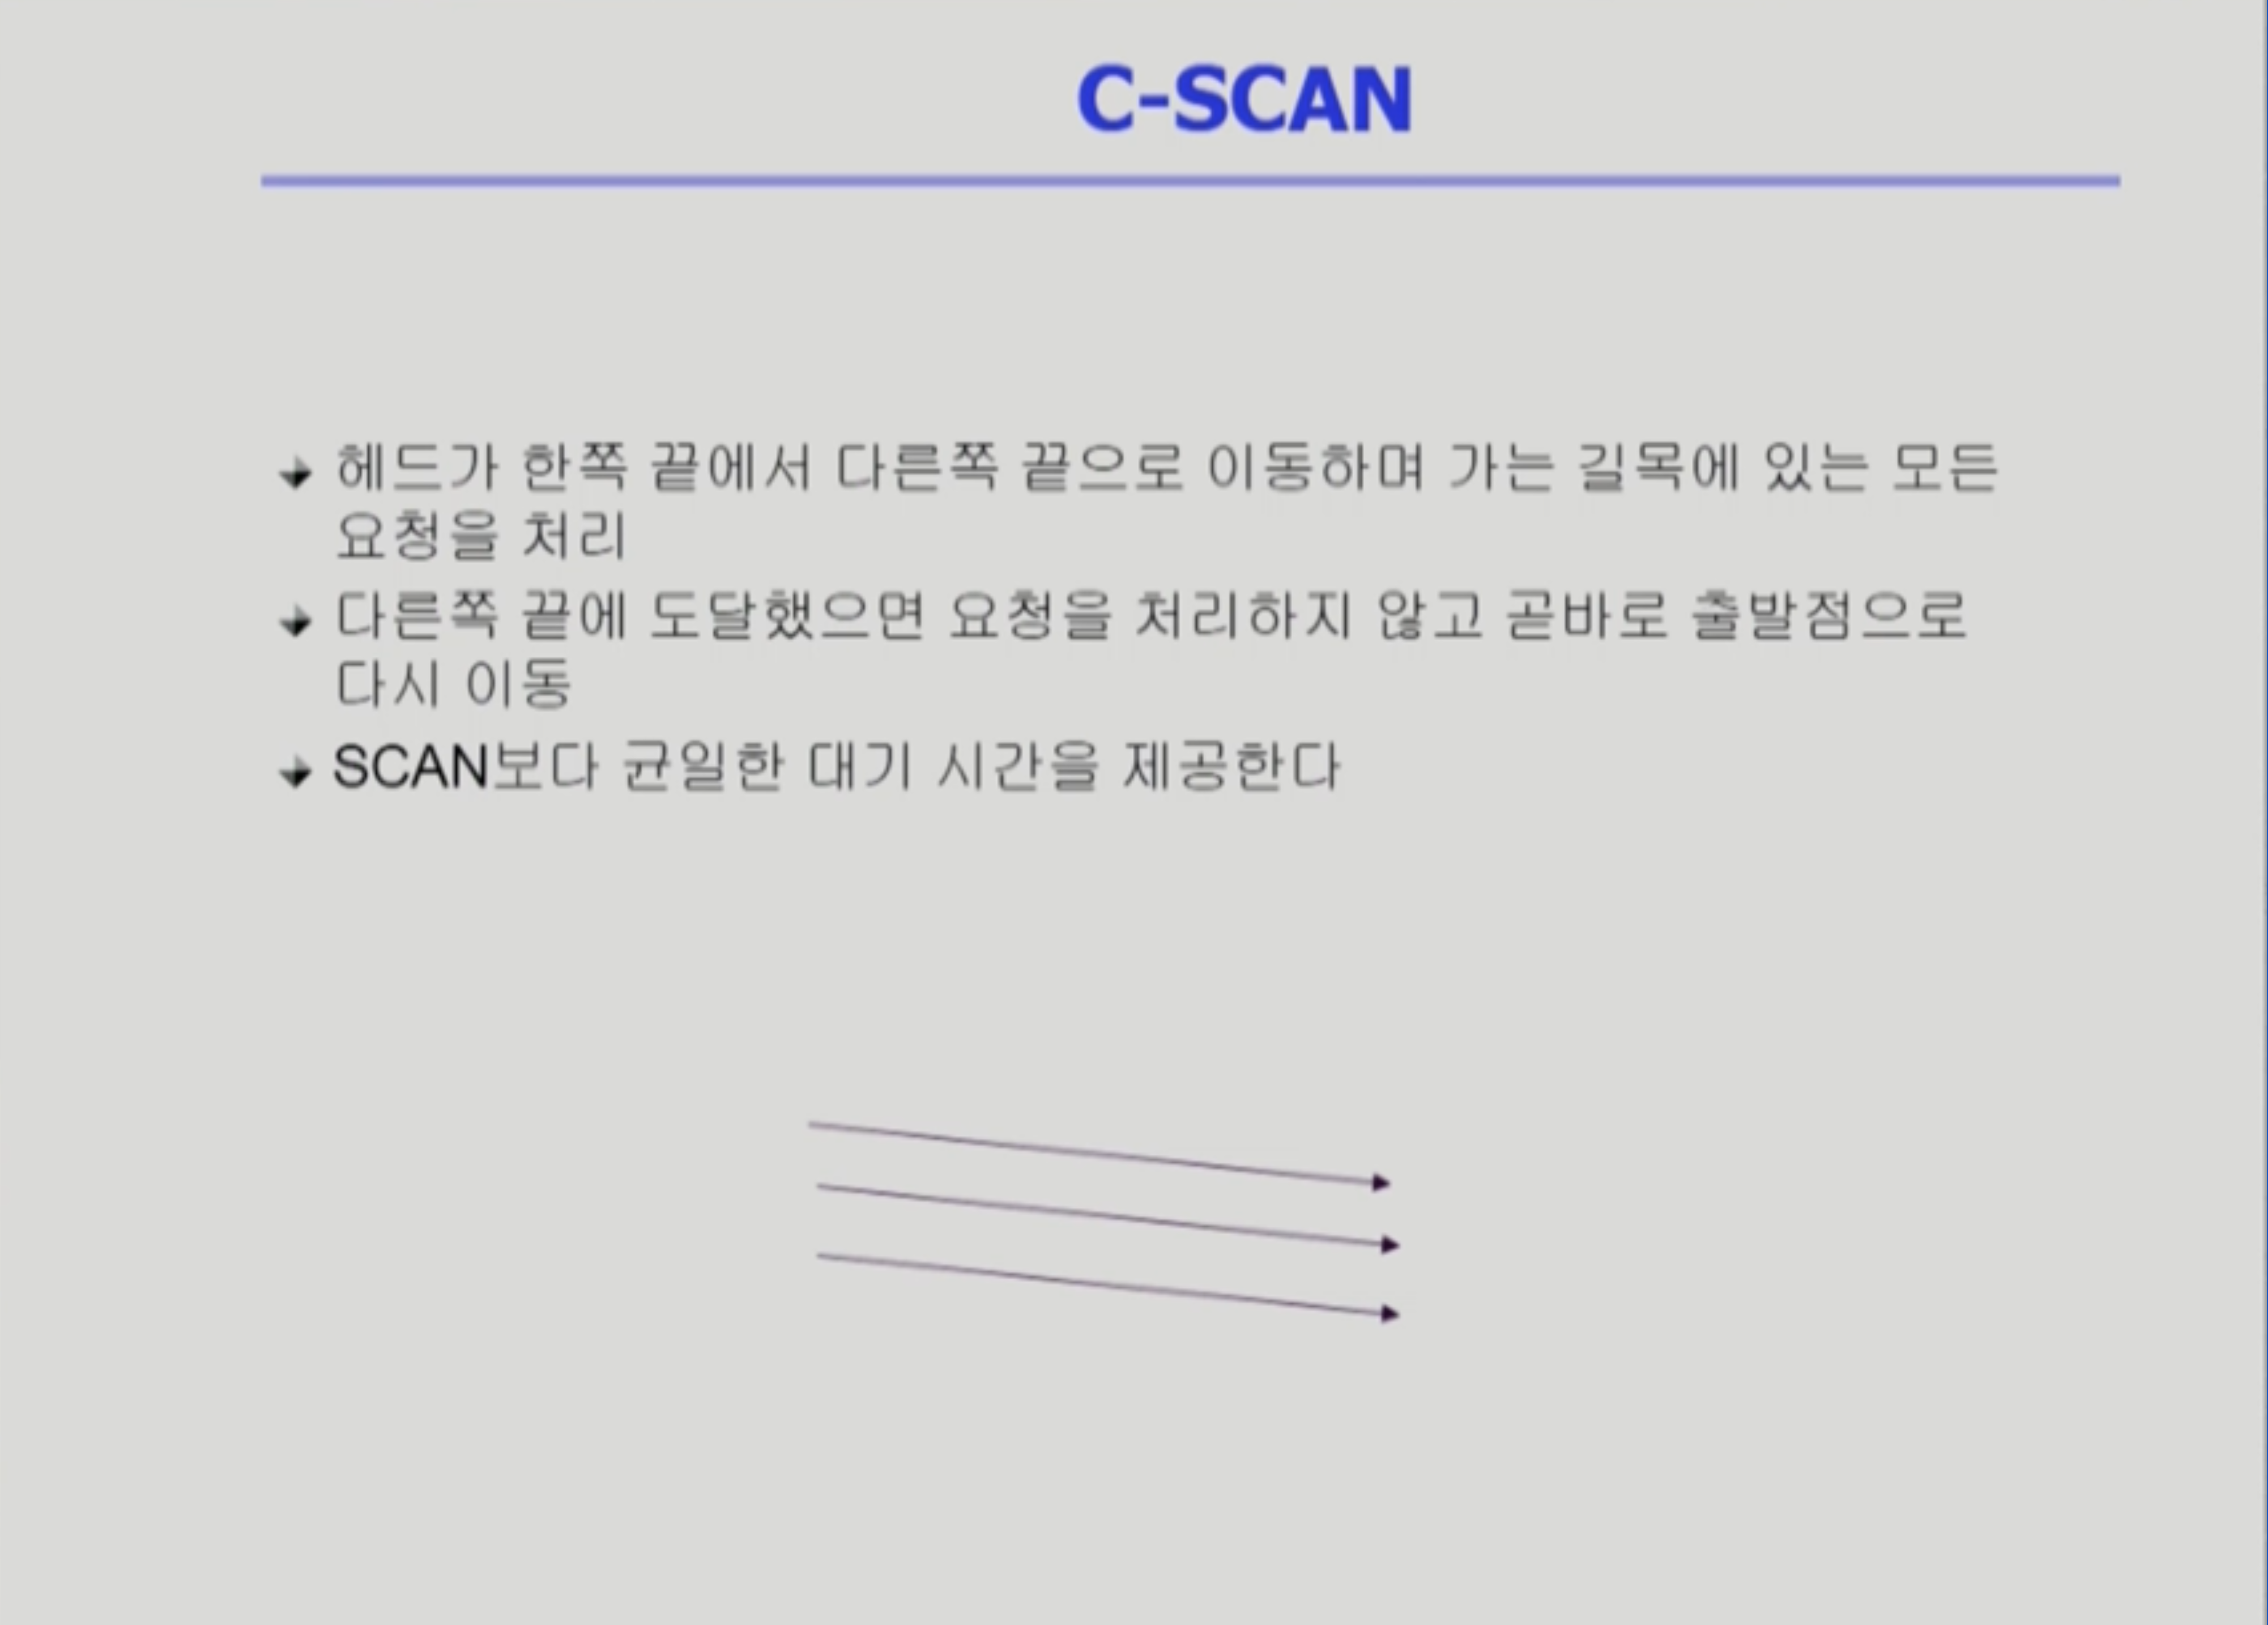 C-SCAN
헤드가 한쪽 끝에서 다른쪽 끝으로 이동하며 가는 길목에 있는 모든
요청을 처리
다른쪽 끝에 도달했으면 요청을 처리하지 않고 곧바로 출발점으로
다시 이동
SCAN보다 균일한 대기 시간을 제공한다